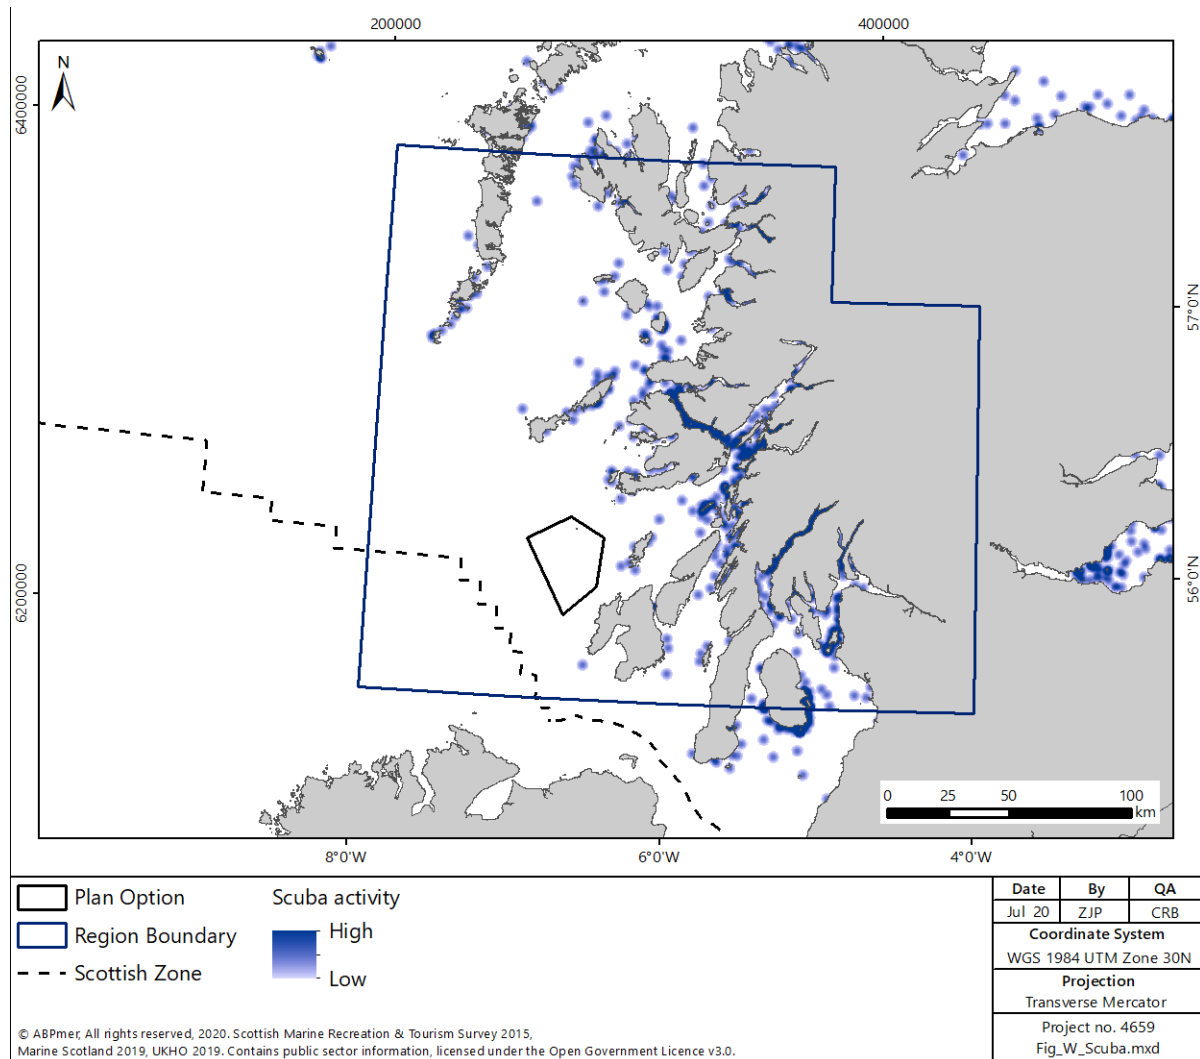 200000
400000
N
6400000
6200000
57°0'N
56°0'N
0 25 50 100
km
8°0'W
6°0'W
4°0'W
Plan Option
Region Boundary
Scottish Zone
Scuba activity
High
Low
Date By QA
Jul 20 ZJP CRB
Coordinate System
WGS 1984 UTM Zone 30N
Projection
Transverse Mercator
Project no. 4659
Fig_W_Scuba.mxd
© ABPmer, All rights reserved, 2020. Scottish Marine Recreation & Tourism Survey 2015,
Marine Scotland 2019, UKHO 2019. Contains public sector information, licensed under the Open Government Licence v3.0.